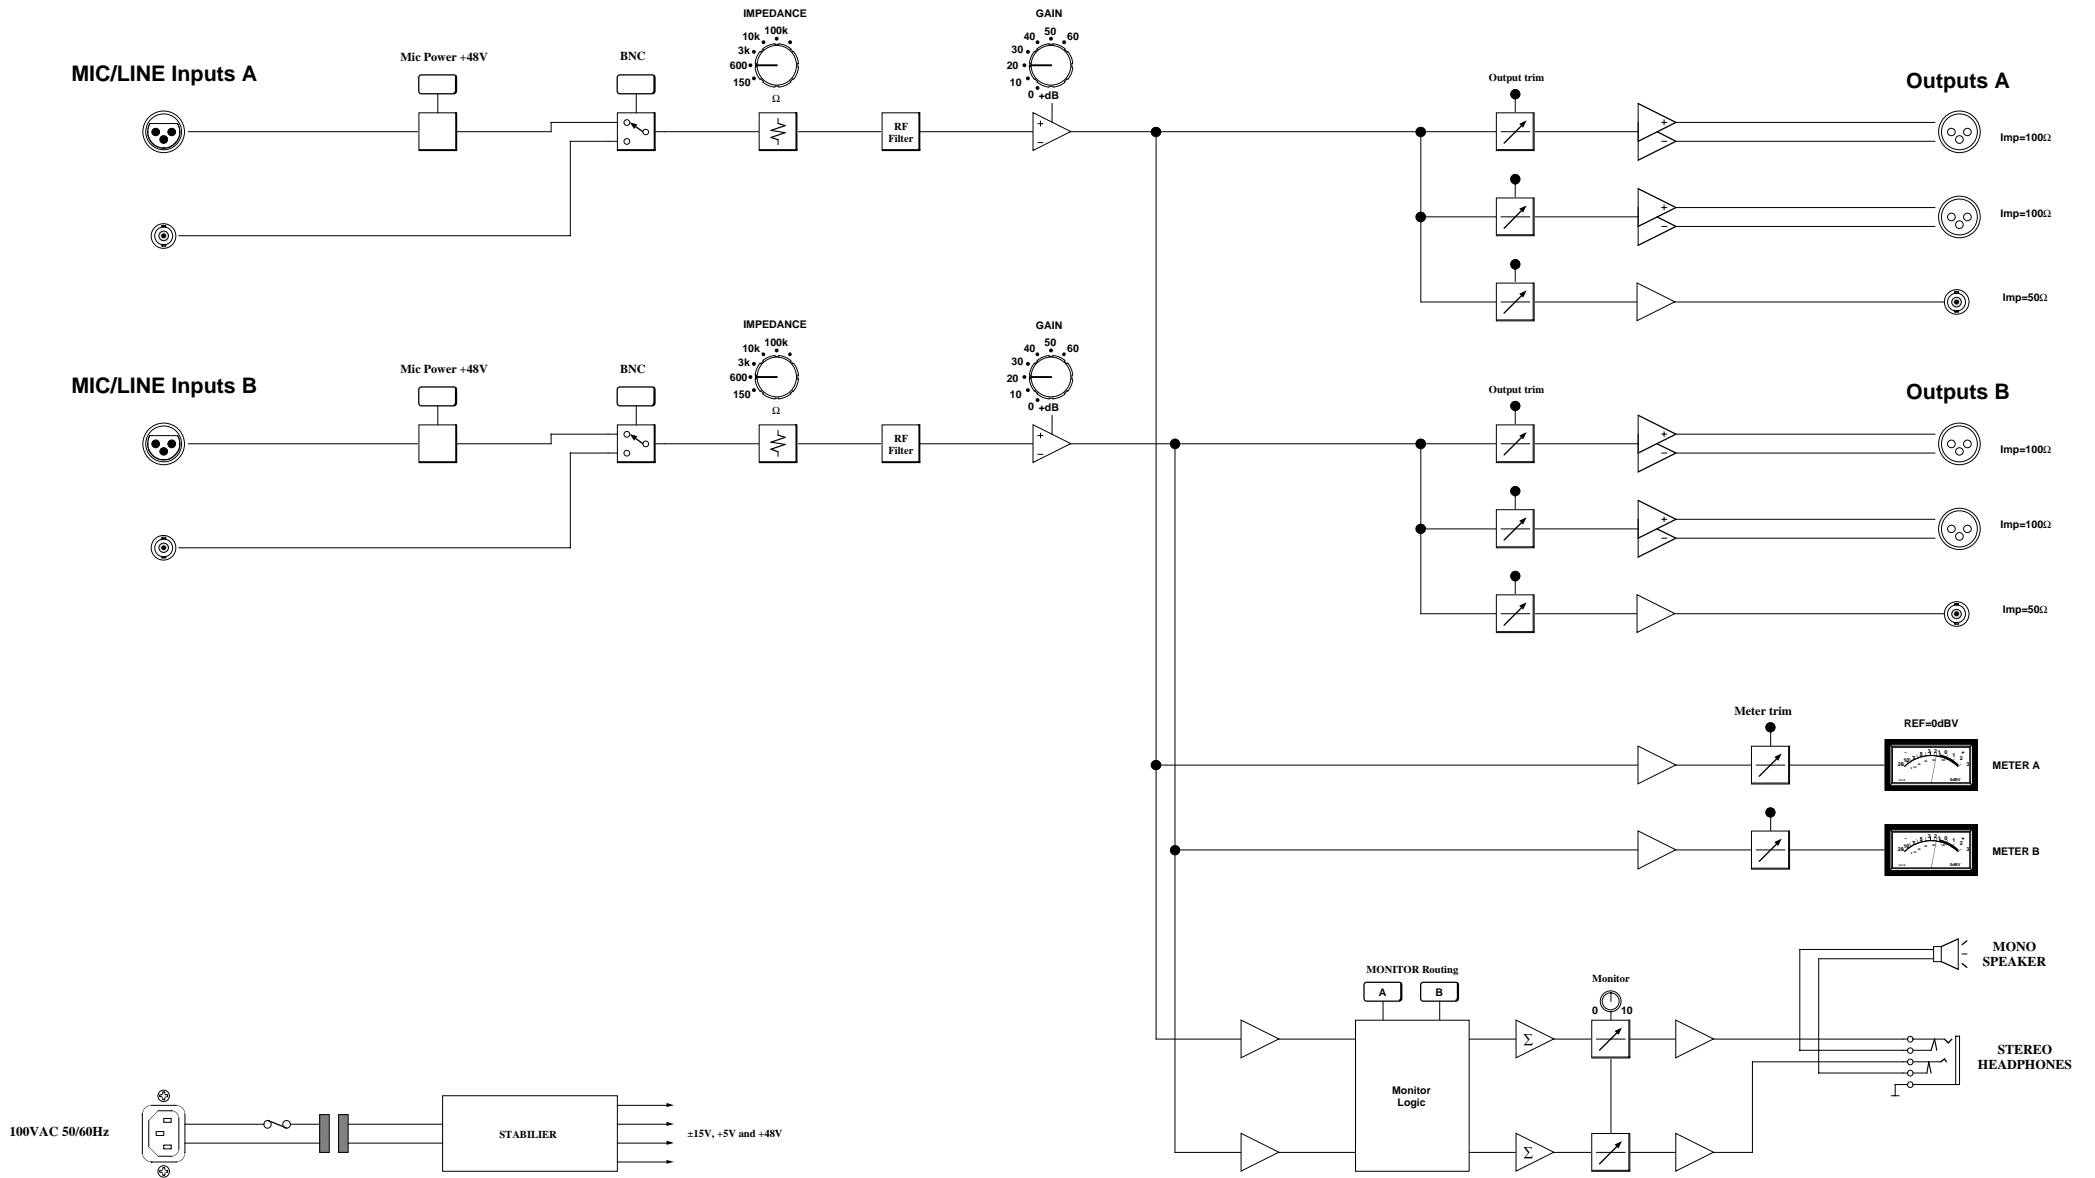 IMPEDANCE
GAIN
100k
10k
3k
600
150
Ω
50
40
60
30
20
10
0
+dB
Mic Power +48V
BNC
MIC/LINE Inputs A
Output trim
Outputs A
RF
Filter
+
−
+
−
Imp=100Ω
+
−
Imp=100Ω
Imp=50Ω
IMPEDANCE
GAIN
100k
10k
3k
600
150
Ω
50
40
60
30
20
10
0
+dB
Mic Power +48V
BNC
MIC/LINE Inputs B
Output trim
Outputs B
RF
Filter
+
−
+
−
Imp=100Ω
+
−
Imp=100Ω
Imp=50Ω
Meter trim
REF=0dBV
METER A
METER B
MONO
SPEAKER
MONITOR Routing
A
B
Monitor
0
10
Σ
STEREO
HEADPHONES
Monitor
Logic
Σ
100VAC 50/60Hz
STABILIER
±15V, +5V and +48V